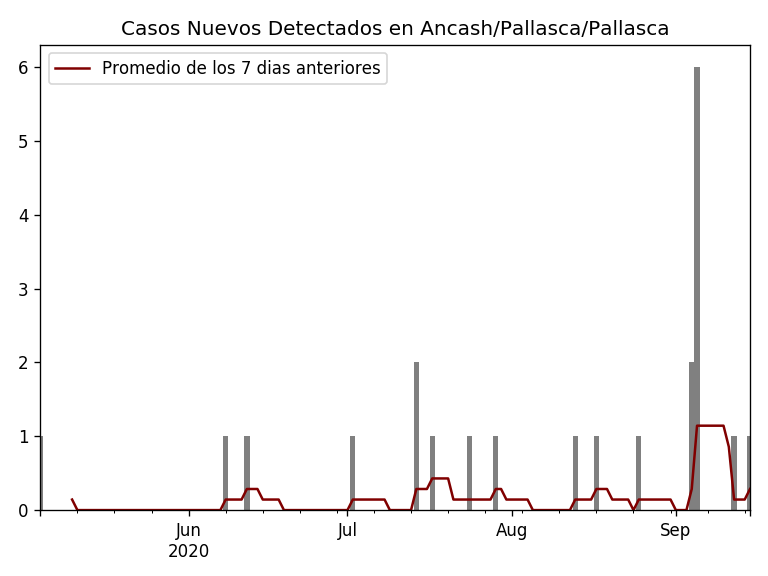 Casos Nuevos Detectados en Ancash/Pallasca/Pallasca
Promedio de los 7 dias anteriores
6
5
4
3
2
1
0
Jun
2020
Jul
Aug
Sep